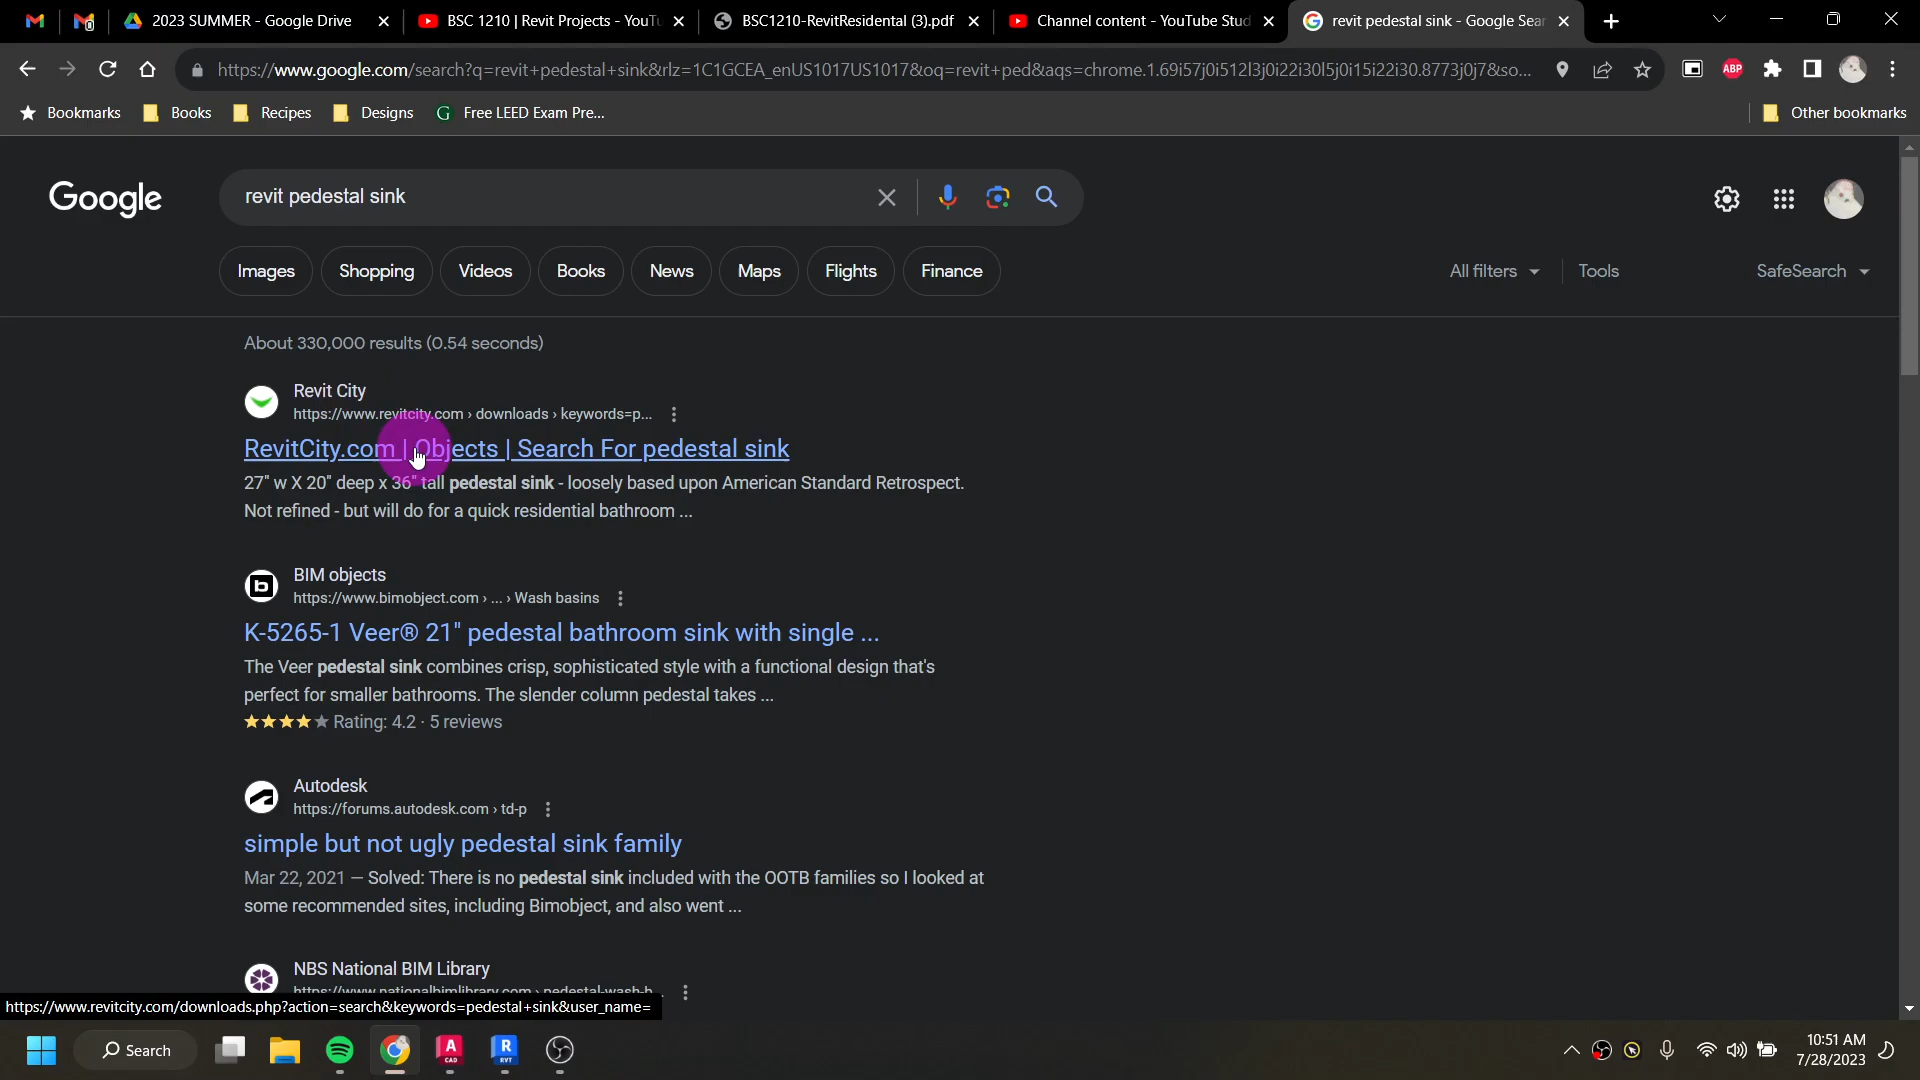 2023 SUMMER - Google Drive
BSC 1210 | Revit Projects - YouTu
BSC1210-RevitResidental (3).pdf
Channel content - YouTube Stud
revit pedestal sink - Google Sear
https://www.google.com/search?q=revit+pedestal+sink&rlz=1C1GCEA_enUS1017US1017&oq=revit+ped&aqs=chrome.1.69i57j0i512l3j0i22i30l5j0i15i22i30.8773j0j7&so...
ABP
Bookmarks
Books
Recipes
Designs
G Free LEED Exam Pre...
Other bookmarks
Google
revit pedestal sink
Images
Shopping
Videos
Books
News
Maps
Flights
Finance
All filters
Tools
SafeSearch
About 330,000 results (0.54 seconds)
Revit City
https://www.revitcity.com › downloads › keywords=p...
RevitCity.com | Objects | Search For pedestal sink
27" w X 20" deep x 36" tall pedestal sink - loosely based upon American Standard Retrospect.
Not refined - but will do for a quick residential bathroom ...
BIM objects
https://www.bimobject.com › ... › Wash basins
K-5265-1 Veer® 21" pedestal bathroom sink with single ...
The Veer pedestal sink combines crisp, sophisticated style with a functional design that's
perfect for smaller bathrooms. The slender column pedestal takes ...
Rating: 4.2 · 5 reviews
Autodesk
https://forums.autodesk.com › td-p
simple but not ugly pedestal sink family
Mar 22, 2021 — Solved: There is no pedestal sink included with the OOTB families so I looked at
some recommended sites, including Bimobject, and also went ...
NBS National BIM Library
https://www.nationalbimlibrary.com › pedestal-wash-h...
https://www.revitcity.com/downloads.php?action=search&keywords=pedestal+sink&user_name=
Search
A
CAD
R
RVT
10:51 AM
7/28/2023